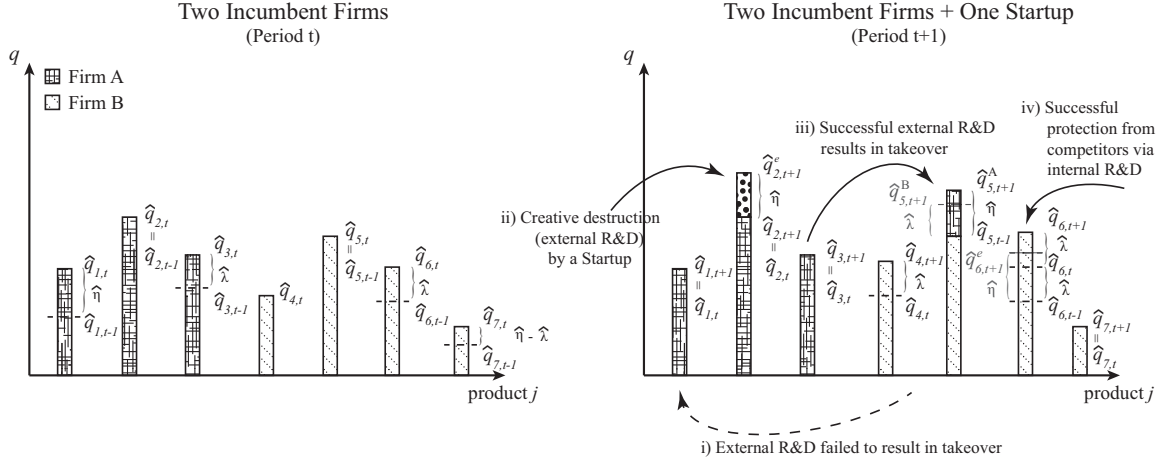 Two Incumbent Firms
(Period t)
q
Firm A
Firm B
q̂1,t
η̂
q̂1,t-1
q̂2,t
=
q̂2,t-1
q̂3,t
λ̂
q̂3,t-1
q̂4,t
q̂5,t
=
q̂5,t-1
q̂6,t
λ̂
q̂6,t-1
q̂7,t
η̂ - λ̂
q̂7,t-1
product j
Two Incumbent Firms + One Startup
(Period t+1)
q
ii) Creative destruction
(external R&D)
by a Startup
iii) Successful external R&D
results in takeover
iv) Successful
protection from
competitors via
internal R&D
q̂1,t+1
=
q̂1,t
q̂e2,t+1
η̂
q̂2,t+1
=
q̂2,t
q̂3,t+1
=
q̂3,t
q̂4,t+1
λ̂
q̂4,t
q̂B5,t+1
λ̂
q̂A5,t+1
η̂
q̂5,t-1
q̂e6,t+1
η̂
q̂6,t+1
λ̂
q̂6,t
λ̂
q̂6,t-1
q̂7,t+1
=
q̂7,t
product j
i) External R&D failed to result in takeover